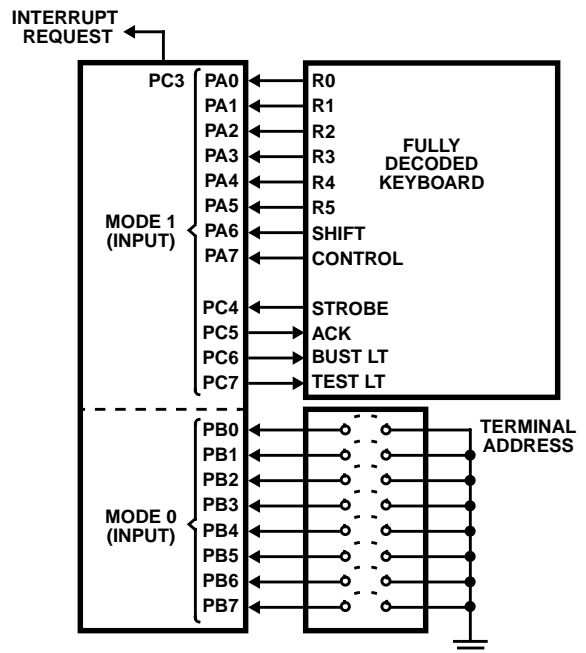 INTERRUPT
REQUEST
PC3 PA0 R0
PA1 R1
PA2 R2
PA3 R3
PA4 R4
PA5 R5
PA6 SHIFT
PA7 CONTROL
MODE 1
(INPUT)
FULLY
DECODED
KEYBOARD
PC4 STROBE
PC5 ACK
PC6 BUST LT
PC7 TEST LT
PB0
PB1
PB2
PB3
PB4
PB5
PB6
PB7
MODE 0
(INPUT)
TERMINAL
ADDRESS